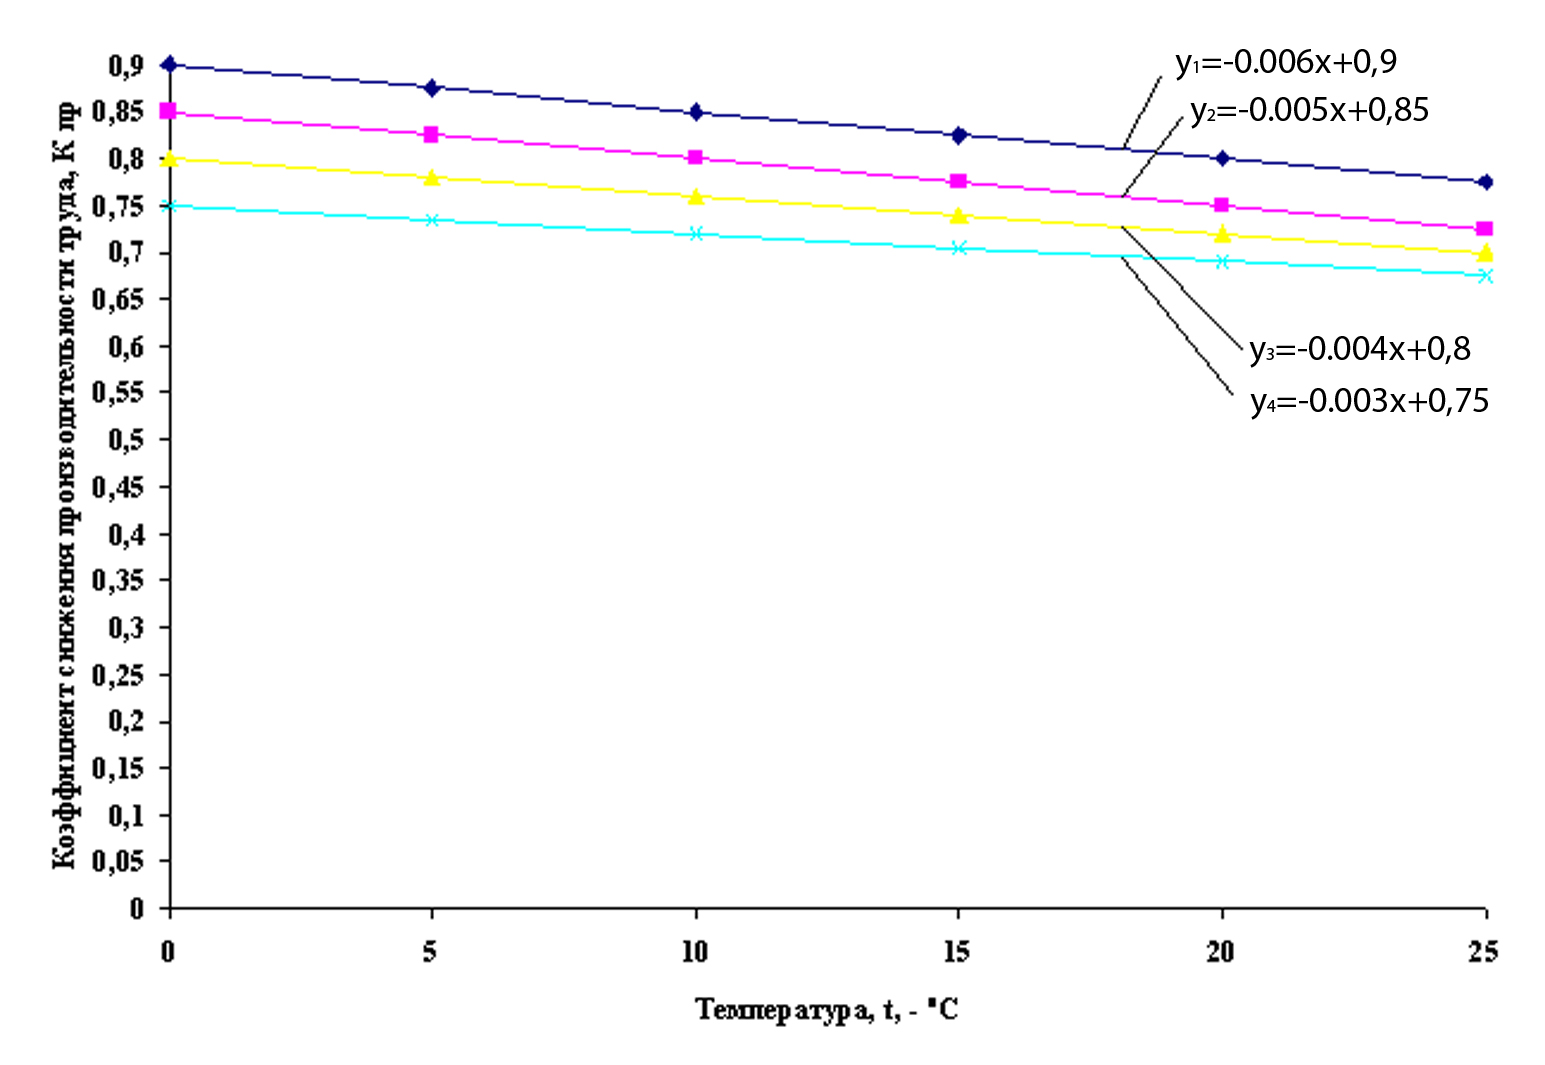 Коэффициент снижения производительности труда, К пр
0,9
0,85
0,8
0,75
0,7
0,65
0,6
0,55
0,5
0,45
0,4
0,35
0,3
0,25
0,2
0,15
0,1
0,05
0
0 5 10 15 20 25
Температура, t, - °C
y₁=-0.006x+0,9
y₂=-0.005x+0,85
y₃=-0.004x+0,8
y₄=-0.003x+0,75